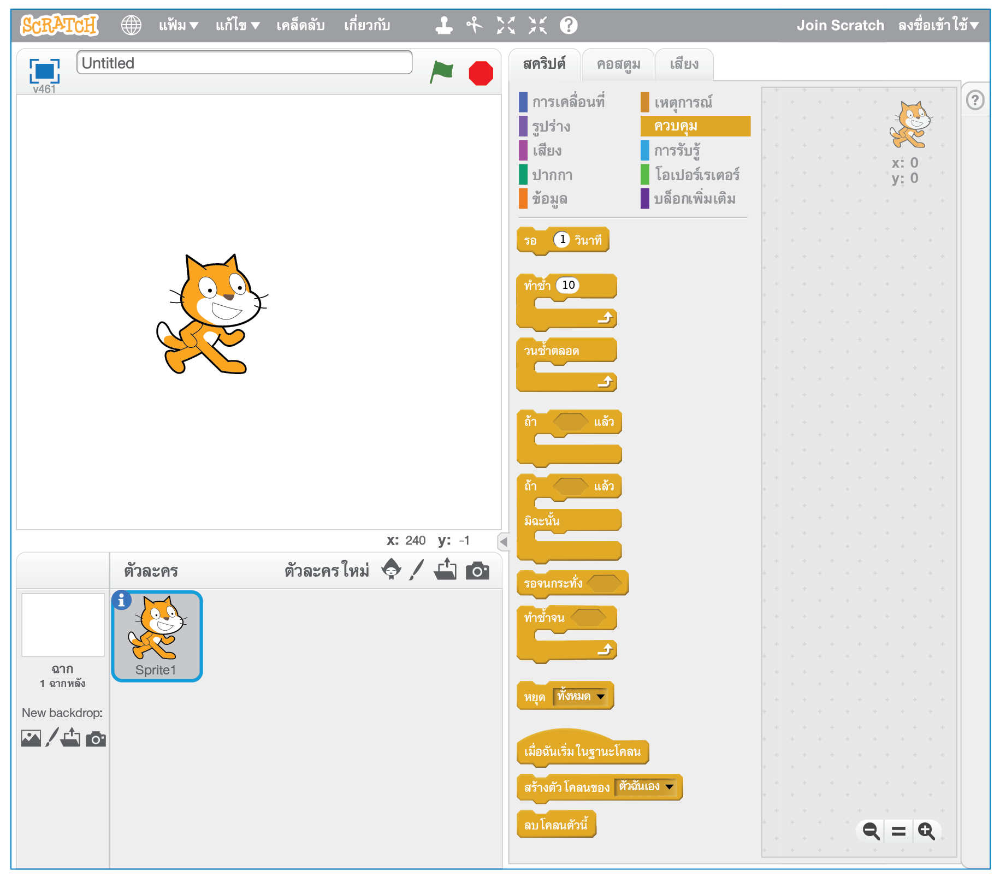 SCRATCH แฟ้ม แก้ไข เคล็ดลับ เกี่ยวกับ ? Join Scratch ลงชื่อเข้าใช้
Untitled
v461
สคริปต์ คอสตูม เสียง
การเคลื่อนที่ เหตุการณ์
รูปร่าง ควบคุม
เสียง การรับรู้
ปากกา โอเปอร์เรเตอร์
ข้อมูล บล็อกเพิ่มเติม
?
x: 0
y: 0
รอ 1 วินาที
ทำซ้ำ 10
วนซ้ำตลอด
ถ้า แล้ว
ถ้า แล้ว
มิฉะนั้น
รอจนกระทั่ง
ทำซ้ำจน
หยุด ทั้งหมด
เมื่อฉันเริ่มในฐานะโคลน
สร้างตัวโคลนของ ตัวฉันเอง
ลบโคลนตัวนี้
x: 240 y: -1
ตัวละคร ตัวละครใหม่
i
Sprite1
ฉาก
1 ฉากหลัง
New backdrop: